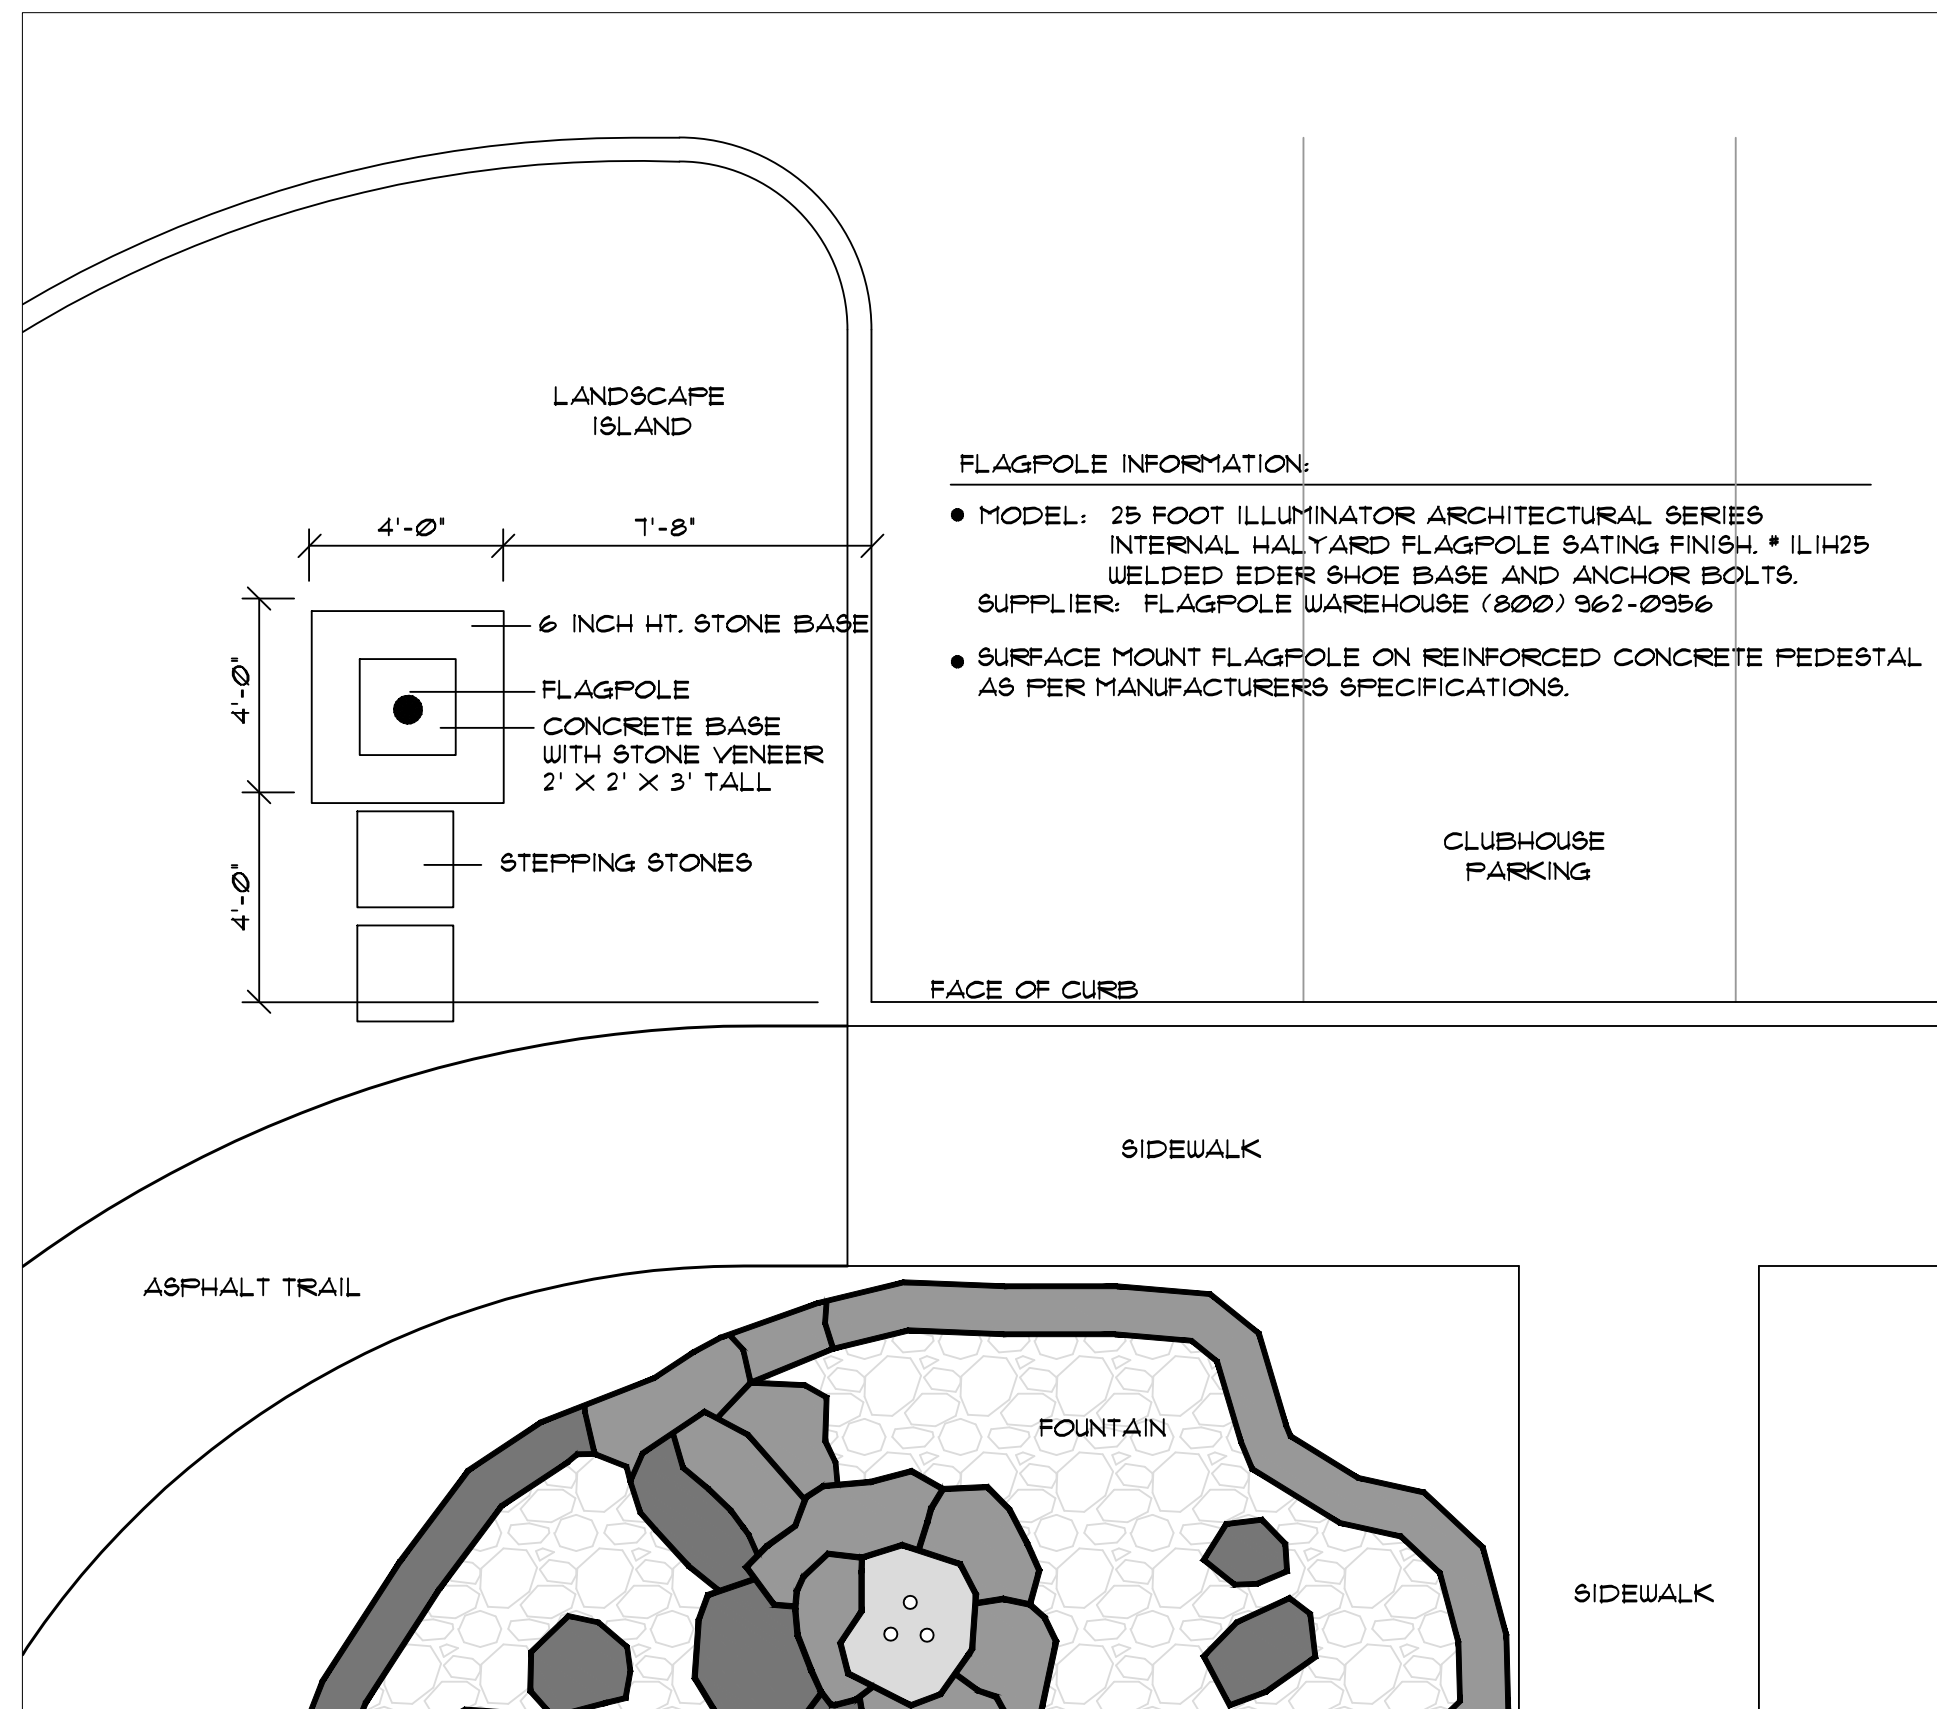 LANDSCAPE
ISLAND
FLAGPOLE INFORMATION:
● MODEL: 25 FOOT ILLUMINATOR ARCHITECTURAL SERIES
INTERNAL HALYARD FLAGPOLE SATING FINISH. # ILIH25
WELDED EDER SHOE BASE AND ANCHOR BOLTS.
SUPPLIER: FLAGPOLE WAREHOUSE (800) 962-0956
● SURFACE MOUNT FLAGPOLE ON REINFORCED CONCRETE PEDESTAL
AS PER MANUFACTURERS SPECIFICATIONS.
4'-0"
7'-8"
6 INCH HT. STONE BASE
4'-0"
FLAGPOLE
CONCRETE BASE
WITH STONE VENEER
2' X 2' X 3' TALL
STEPPING STONES
4'-0"
CLUBHOUSE
PARKING
FACE OF CURB
SIDEWALK
ASPHALT TRAIL
FOUNTAIN
SIDEWALK